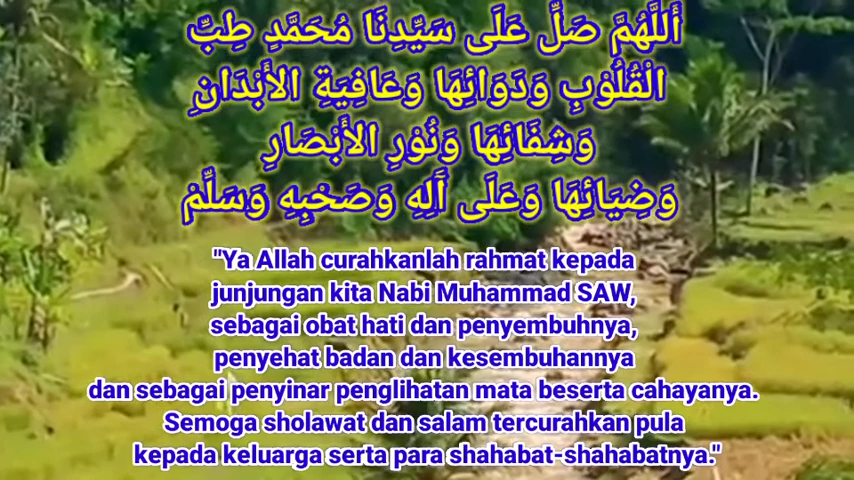 أَللَّهُمَّ صَلِّ عَلَى سَيِّدِنَا مُحَمَّدٍ طِبِّ
الْقُلُوْبِ وَدَوَائِهَا وَعَافِيَةِ الأَبْدَانِ
وَشِفَائِهَا وَنُوْرِ الأَبْصَارِ
وَضِيَائِهَا وَعَلَى أَلِهِ وَصَحْبِهِ وَسَلِّمْ
"Ya Allah curahkanlah rahmat kepada
junjungan kita Nabi Muhammad SAW,
sebagai obat hati dan penyembuhnya,
penyehat badan dan kesembuhannya
dan sebagai penyinar penglihatan mata beserta cahayanya.
Semoga sholawat dan salam tercurahkan pula
kepada keluarga serta para shahabat-shahabatnya."